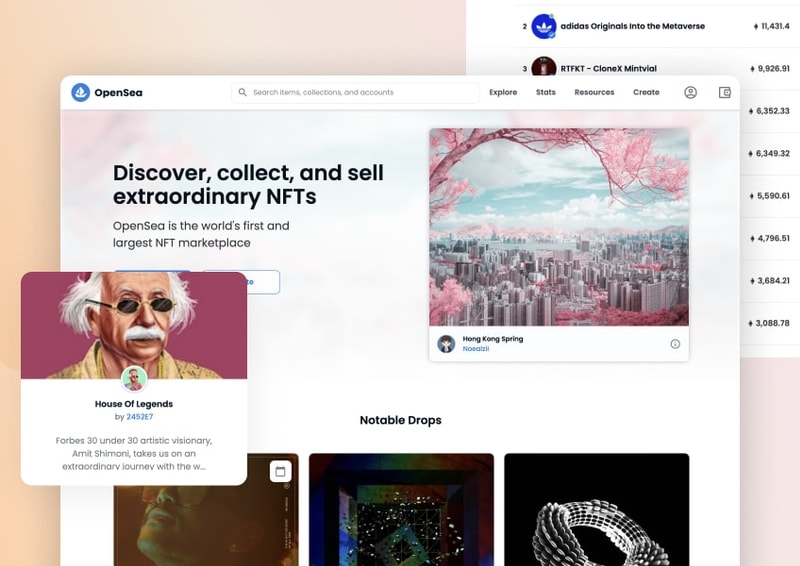 2 adidas Originals Into the Metaverse 11,431.4
3 RTFKT - CloneX Mintvial 9,926.91
OpenSea
Search items, collections, and accounts
Explore Stats Resources Create
6,352.33
6,349.32
5,590.61
4,796.51
3,684.21
3,088.78
Discover, collect, and sell
extraordinary NFTs
OpenSea is the world's first and
largest NFT marketplace
Hong Kong Spring
Noealzii
House Of Legends
by 2452E7
Forbes 30 under 30 artistic visionary,
Amit Shimoni, takes us on an
extraordinary journey with the w...
Notable Drops